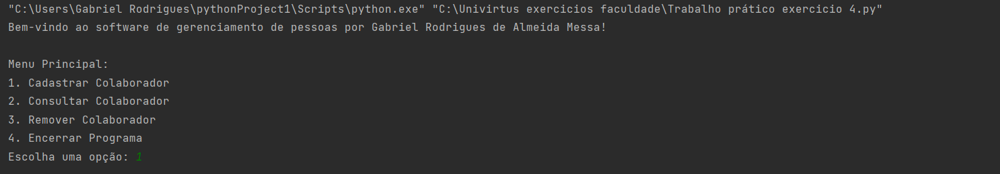 "C:\Users\Gabriel Rodrigues\pythonProject1\Scripts\python.exe" "C:\Univirtus exercicios faculdade\Trabalho prático exercicio 4.py"
Bem-vindo ao software de gerenciamento de pessoas por Gabriel Rodrigues de Almeida Messa!
Menu Principal:
1. Cadastrar Colaborador
2. Consultar Colaborador
3. Remover Colaborador
4. Encerrar Programa
Escolha uma opção: 1